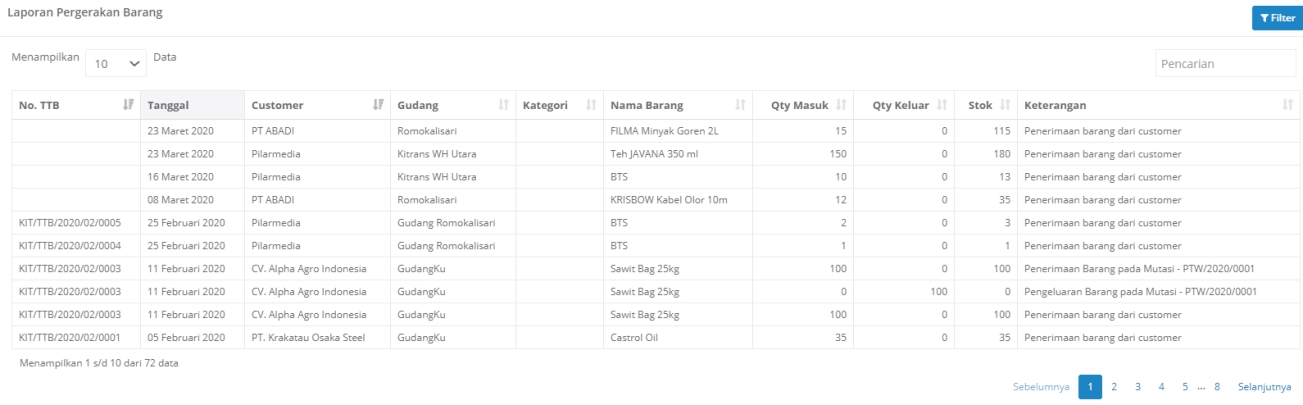 Laporan Pergerakan Barang
Filter
Menampilkan 10 Data
Pencarian
No. TTB Tanggal Customer Gudang Kategori Nama Barang Qty Masuk Qty Keluar Stok Keterangan
23 Maret 2020 PT ABADI Romokalisari FILMA Minyak Goren 2L 15 0 115 Penerimaan barang dari customer
23 Maret 2020 Pilarmedia Kitrans WH Utara Teh JAVANA 350 ml 150 0 180 Penerimaan barang dari customer
16 Maret 2020 Pilarmedia Kitrans WH Utara BTS 10 0 13 Penerimaan barang dari customer
08 Maret 2020 PT ABADI Romokalisari KRISBOW Kabel Olor 10m 12 0 35 Penerimaan barang dari customer
KIT/TTB/2020/02/0005 25 Februari 2020 Pilarmedia Gudang Romokalisari BTS 2 0 3 Penerimaan barang dari customer
KIT/TTB/2020/02/0004 25 Februari 2020 Pilarmedia Gudang Romokalisari BTS 1 0 1 Penerimaan barang dari customer
KIT/TTB/2020/02/0003 11 Februari 2020 CV. Alpha Agro Indonesia GudangKu Sawit Bag 25kg 100 0 100 Penerimaan Barang pada Mutasi - PTW/2020/0001
KIT/TTB/2020/02/0003 11 Februari 2020 CV. Alpha Agro Indonesia GudangKu Sawit Bag 25kg 0 100 0 Pengeluaran Barang pada Mutasi - PTW/2020/0001
KIT/TTB/2020/02/0003 11 Februari 2020 CV. Alpha Agro Indonesia GudangKu Sawit Bag 25kg 100 0 100 Penerimaan barang dari customer
KIT/TTB/2020/02/0001 05 Februari 2020 PT. Krakatau Osaka Steel GudangKu Castrol Oil 35 0 35 Penerimaan barang dari customer
Menampilkan 1 s/d 10 dari 72 data
Sebelumnya 1 2 3 4 5 ... 8 Selanjutnya